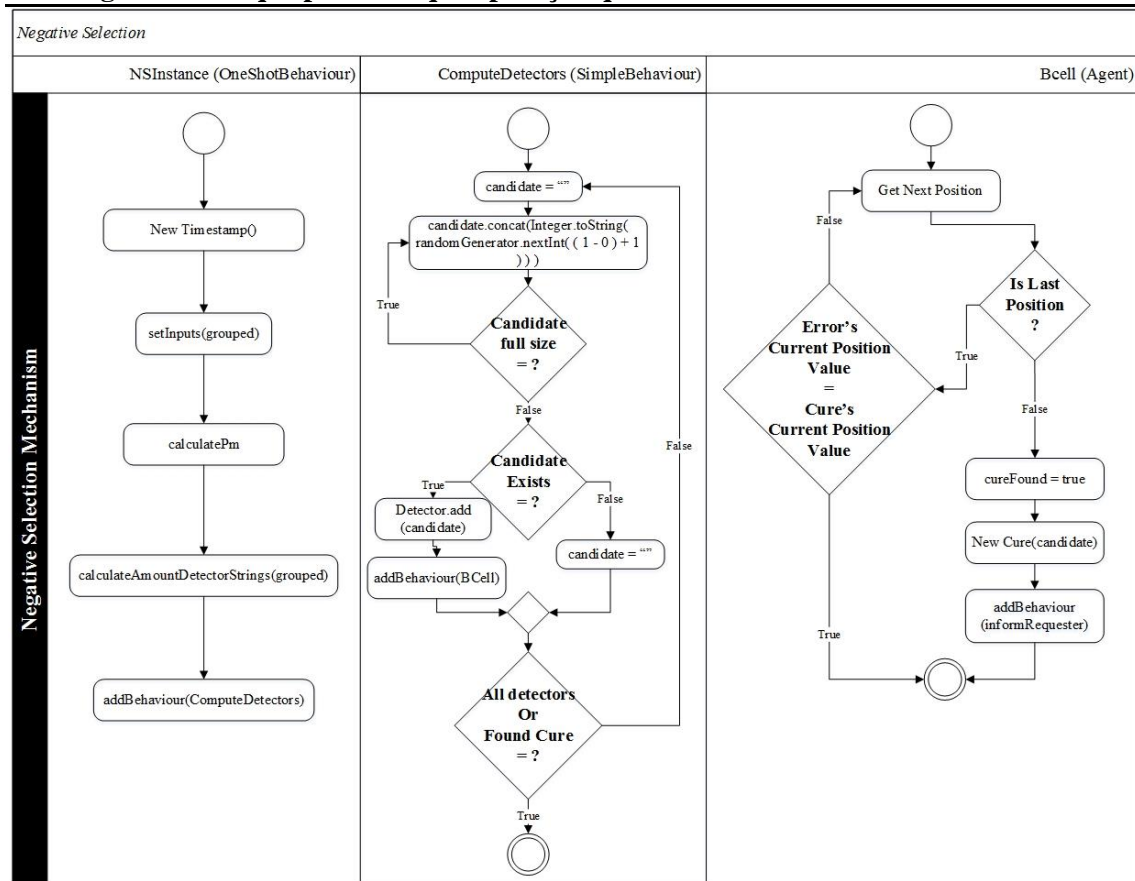 Negative Selection
NSInstance (OneShotBehaviour)
ComputeDetectors (SimpleBehaviour)
Bcell (Agent)
Negative Selection Mechanism
New Timestamp()
setInputs(grouped)
calculatePm
calculateAmountDetectorStrings(grouped)
addBehaviour(ComputeDetectors)
candidate = “”
candidate.concat(Integer.toString(
randomGenerator.nextInt( ( 1 - 0 ) + 1
) ) )
True
Candidate
full size
= ?
False
Candidate
Exists
= ?
True
False
Detector.add
(candidate)
addBehaviour(BCell)
candidate = “”
All detectors
Or
Found Cure
= ?
False
True
Get Next Position
False
Is Last
Position
?
True
False
Error’s
Current Position
Value
=
Cure’s
Current Position
Value
True
cureFound = true
New Cure(candidate)
addBehaviour
(informRequester)